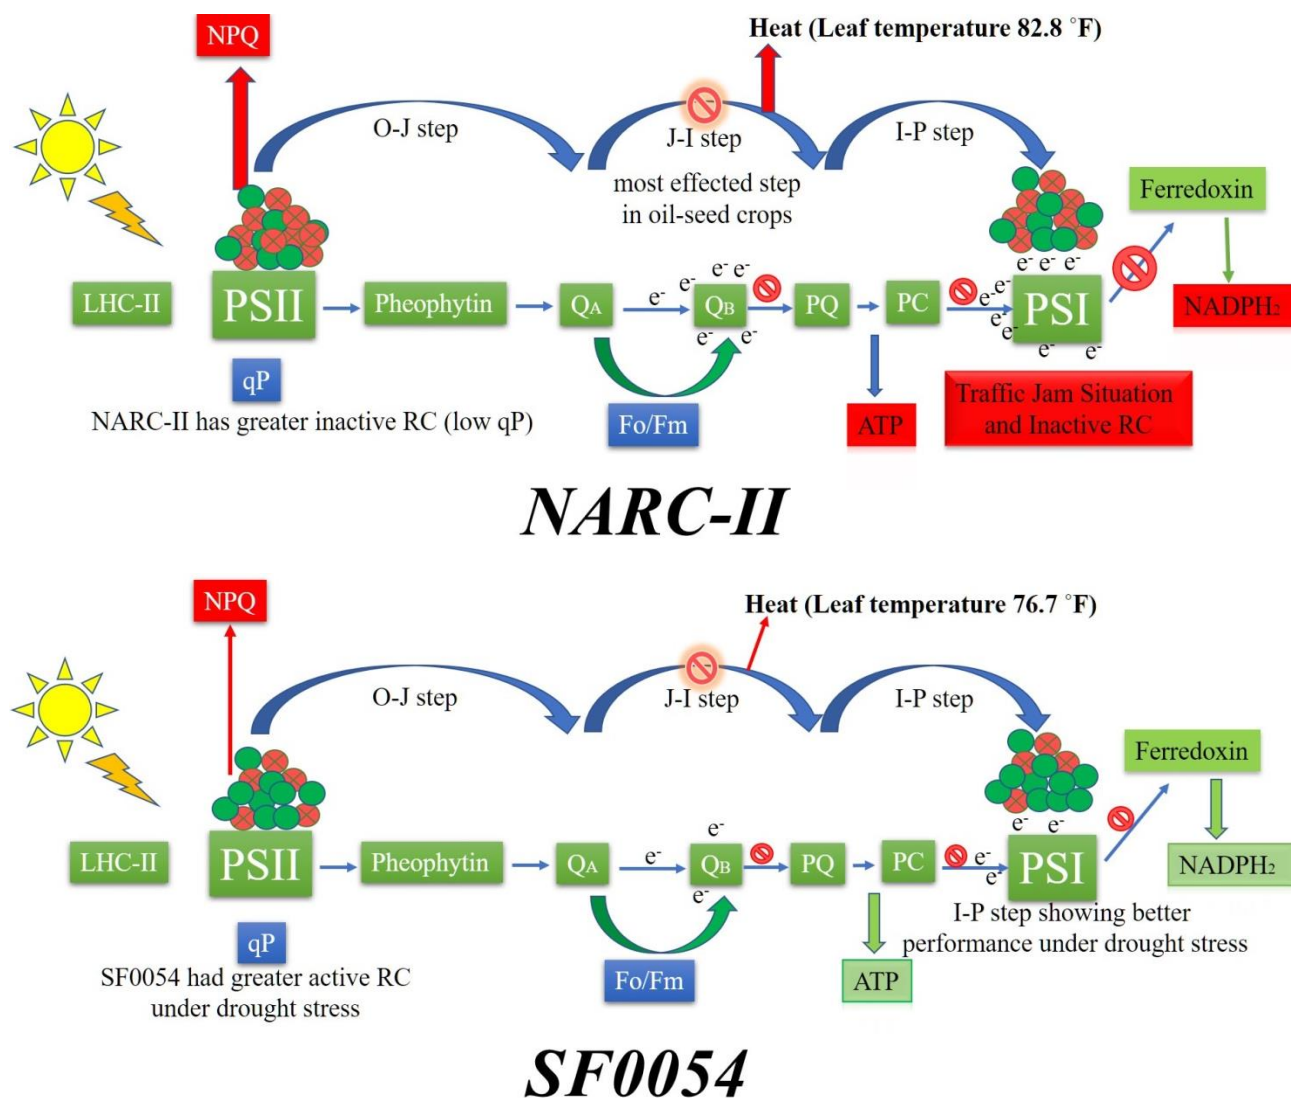 NPQ
Heat (Leaf temperature 82.8 ˚F)
O-J step
J-I step
I-P step
most effected step
in oil-seed crops
Ferredoxin
LHC-II
PSII
Pheophytin
QA
e-
e-
e- e-
QB
e-
e-
PQ
PC
e- e- e-
e- e-
e- e-
PSI
e-
e-
NADPH2
qP
NARC-II has greater inactive RC (low qP)
Fo/Fm
ATP
Traffic Jam Situation
and Inactive RC
NARC-II
NPQ
Heat (Leaf temperature 76.7 ˚F)
O-J step
J-I step
I-P step
Ferredoxin
LHC-II
PSII
Pheophytin
QA
e-
e-
QB
e-
PQ
PC
e- e-
e-
e-
PSI
NADPH2
qP
SF0054 had greater active RC
under drought stress
Fo/Fm
ATP
I-P step showing better
performance under drought stress
SF0054